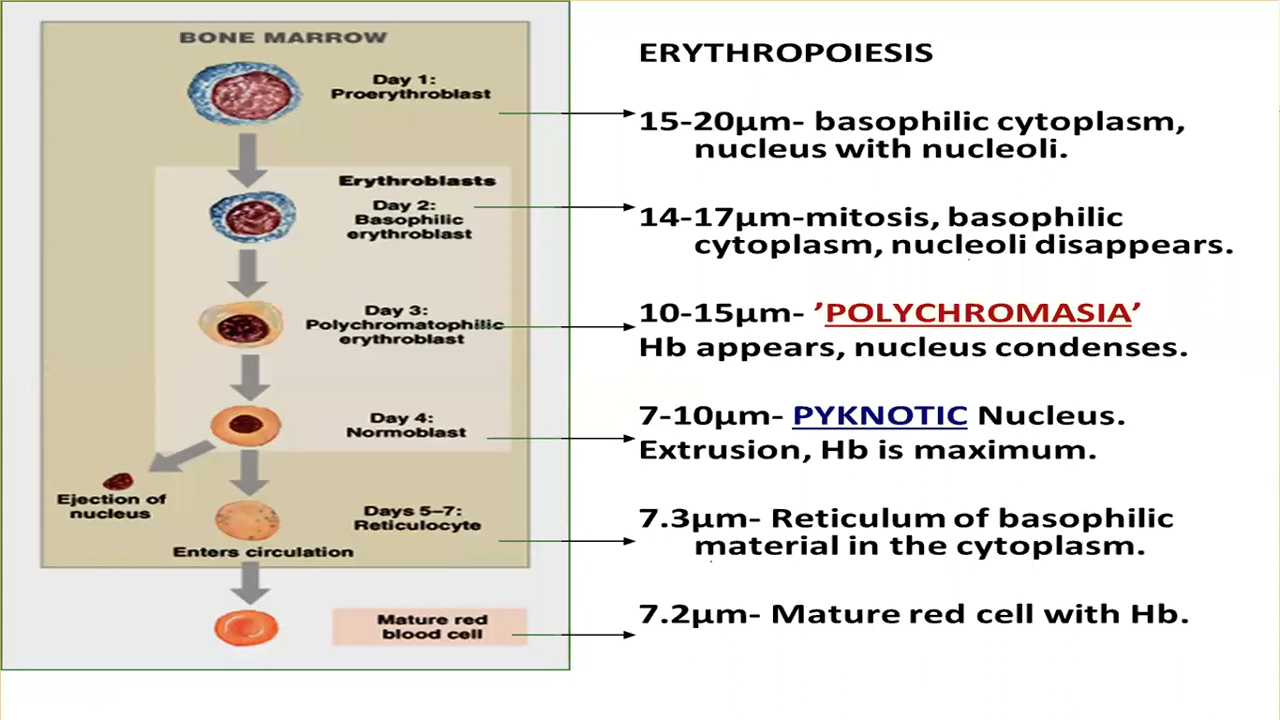 BONE MARROW
Day 1:
Proerythroblast
Erythroblasts
Day 2:
Basophilic
erythroblast
Day 3:
Polychromatophilic
erythroblast
Day 4:
Normoblast
Ejection of
nucleus
Days 5–7:
Reticulocyte
Enters circulation
Mature red
blood cell
ERYTHROPOIESIS
15-20µm- basophilic cytoplasm,
nucleus with nucleoli.
14-17µm-mitosis, basophilic
cytoplasm, nucleoli disappears.
10-15µm- ’POLYCHROMASIA’
Hb appears, nucleus condenses.
7-10µm- PYKNOTIC Nucleus.
Extrusion, Hb is maximum.
7.3µm- Reticulum of basophilic
material in the cytoplasm.
7.2µm- Mature red cell with Hb.